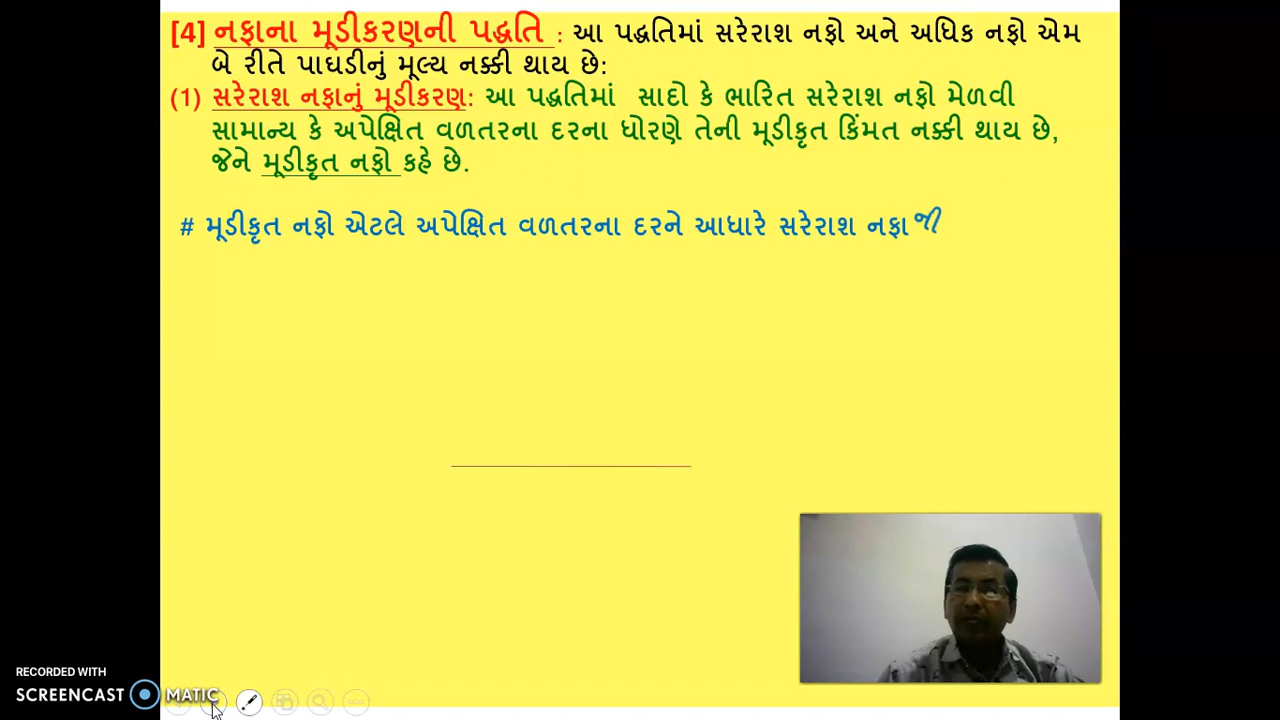 [4] નફાના મૂડીકરણની પદ્ધતિ : આ પદ્ધતિમાં સરેરાશ નફો અને અધિક નફો એમ
બે રીતે પાઘડીનું મૂલ્ય નક્કી થાય છે:
(1) સરેરાશ નફાનું મૂડીકરણ: આ પદ્ધતિમાં સાદો કે ભારિત સરેરાશ નફો મેળવી
સામાન્ય કે અપેક્ષિત વળતરના દરના ધોરણે તેની મૂડીકૃત કિંમત નક્કી થાય છે,
જેને મૂડીકૃત નફો કહે છે.
# મૂડીકૃત નફો એટલે અપેક્ષિત વળતરના દરને આધારે સરેરાશ નફા
RECORDED WITH
SCREENCAST MATIC